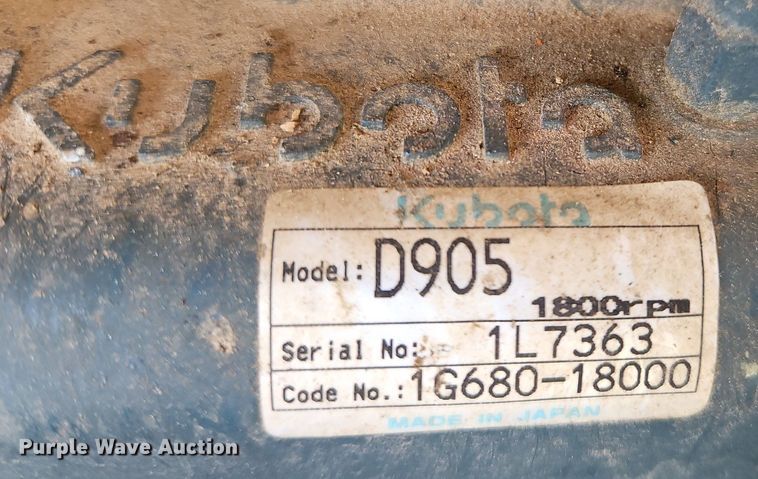 Kubota
Kubota
Model: D905
1800rpm
Serial No: 1L7363
Code No.: 1G680-18000
MADE IN JAPAN
Purple Wave Auction